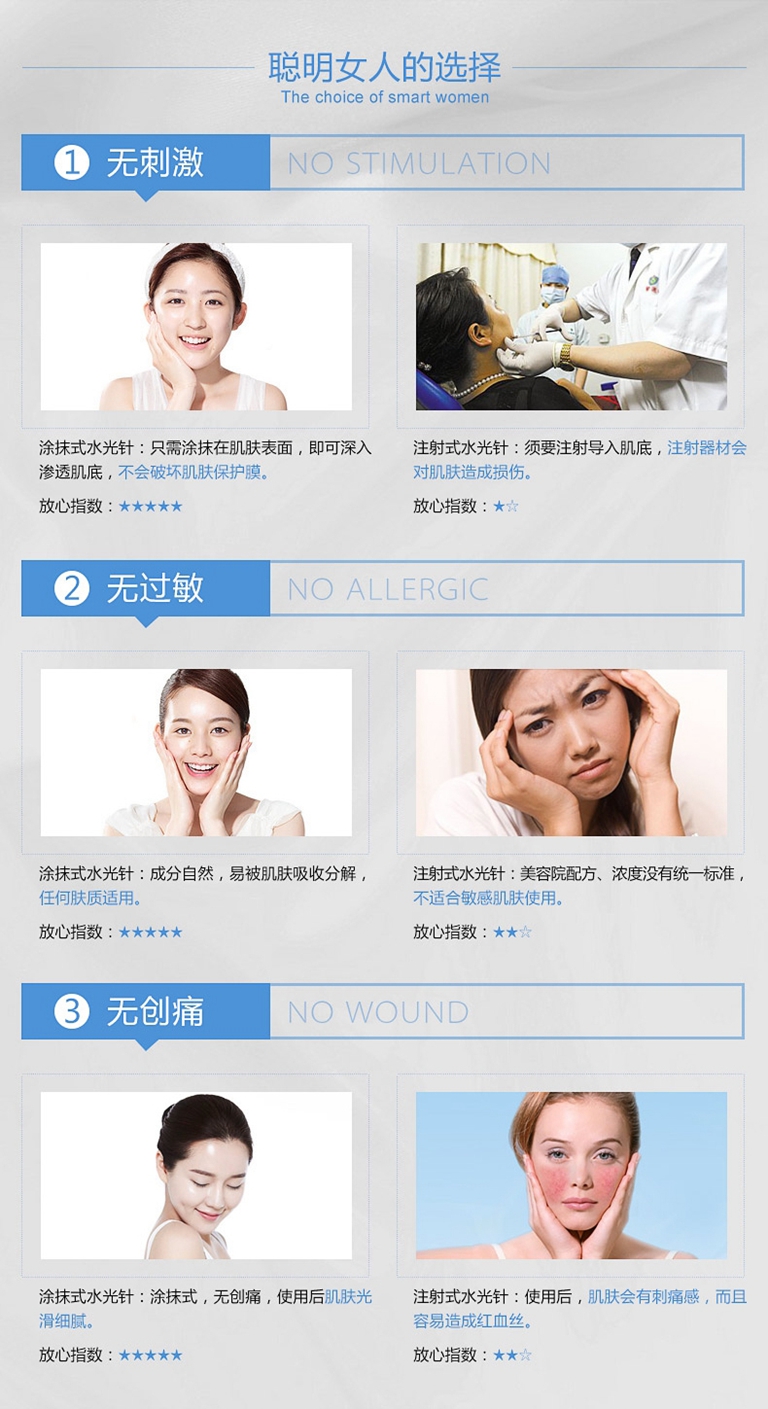 聪明女人的选择
The choice of smart women
1 无刺激 NO STIMULATION
涂抹式水光针：只需涂抹在肌肤表面，即可深入
渗透肌底，不会破坏肌肤保护膜。
放心指数：★★★★★
注射式水光针：须要注射导入肌底，注射器材会
对肌肤造成损伤。
放心指数：★☆
2 无过敏 NO ALLERGIC
涂抹式水光针：成分自然，易被肌肤吸收分解，
任何肤质适用。
放心指数：★★★★★
注射式水光针：美容院配方、浓度没有统一标准，
不适合敏感肌肤使用。
放心指数：★★☆
3 无创痛 NO WOUND
涂抹式水光针：涂抹式，无创痛，使用后肌肤光
滑细腻。
放心指数：★★★★★
注射式水光针：使用后，肌肤会有刺痛感，而且
容易造成红血丝。
放心指数：★★☆